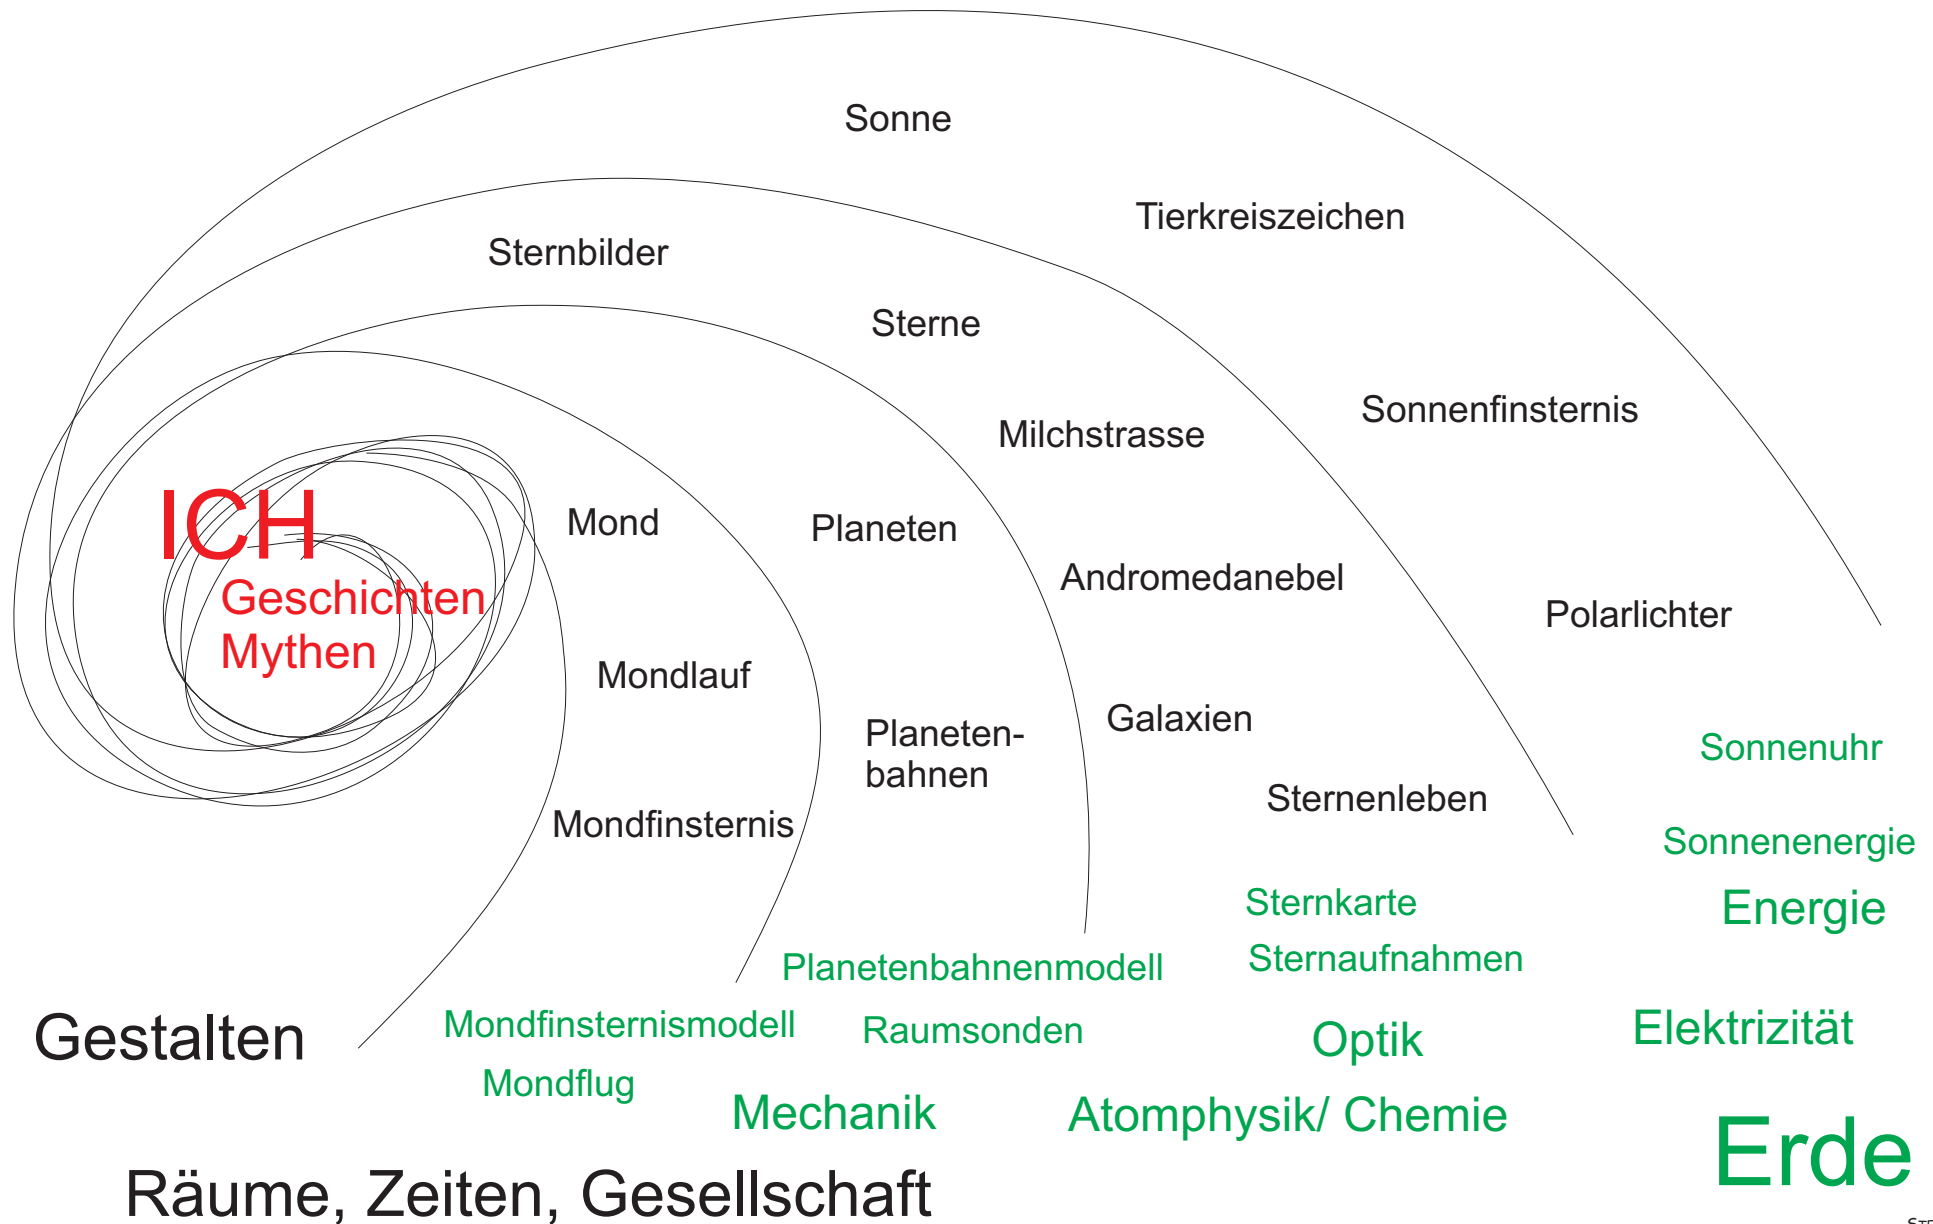 Sonne
Tierkreiszeichen
Sternbilder
Sterne
Sonnenfinsternis
Milchstrasse
ICH
Geschichten
Mythen
Mond
Planeten
Andromedanebel
Polarlichter
Mondlauf
Planeten-
bahnen
Galaxien
Sonnenuhr
Sternenleben
Mondfinsternis
Sonnenenergie
Sternkarte
Energie
Sternaufnahmen
Planetenbahnenmodell
Gestalten
Mondfinsternismodell
Raumsonden
Optik
Elektrizität
Mondflug
Mechanik
Atomphysik/ Chemie
Erde
Räume, Zeiten, Gesellschaft